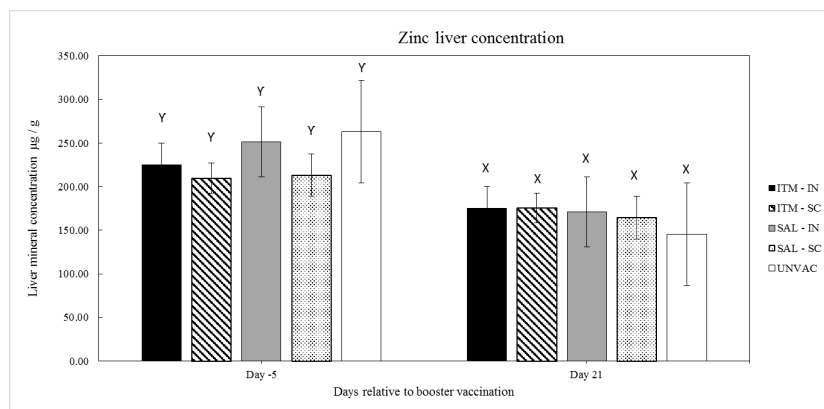 Zinc liver concentration
Liver mineral concentration µg / g
350.00
300.00
250.00
200.00
150.00
100.00
50.00
0.00
Y
Y
Y
Y
Y
X
X
X
X
X
Day -5
Day 21
Days relative to booster vaccination
ITM - IN
ITM - SC
SAL - IN
SAL - SC
UNVAC